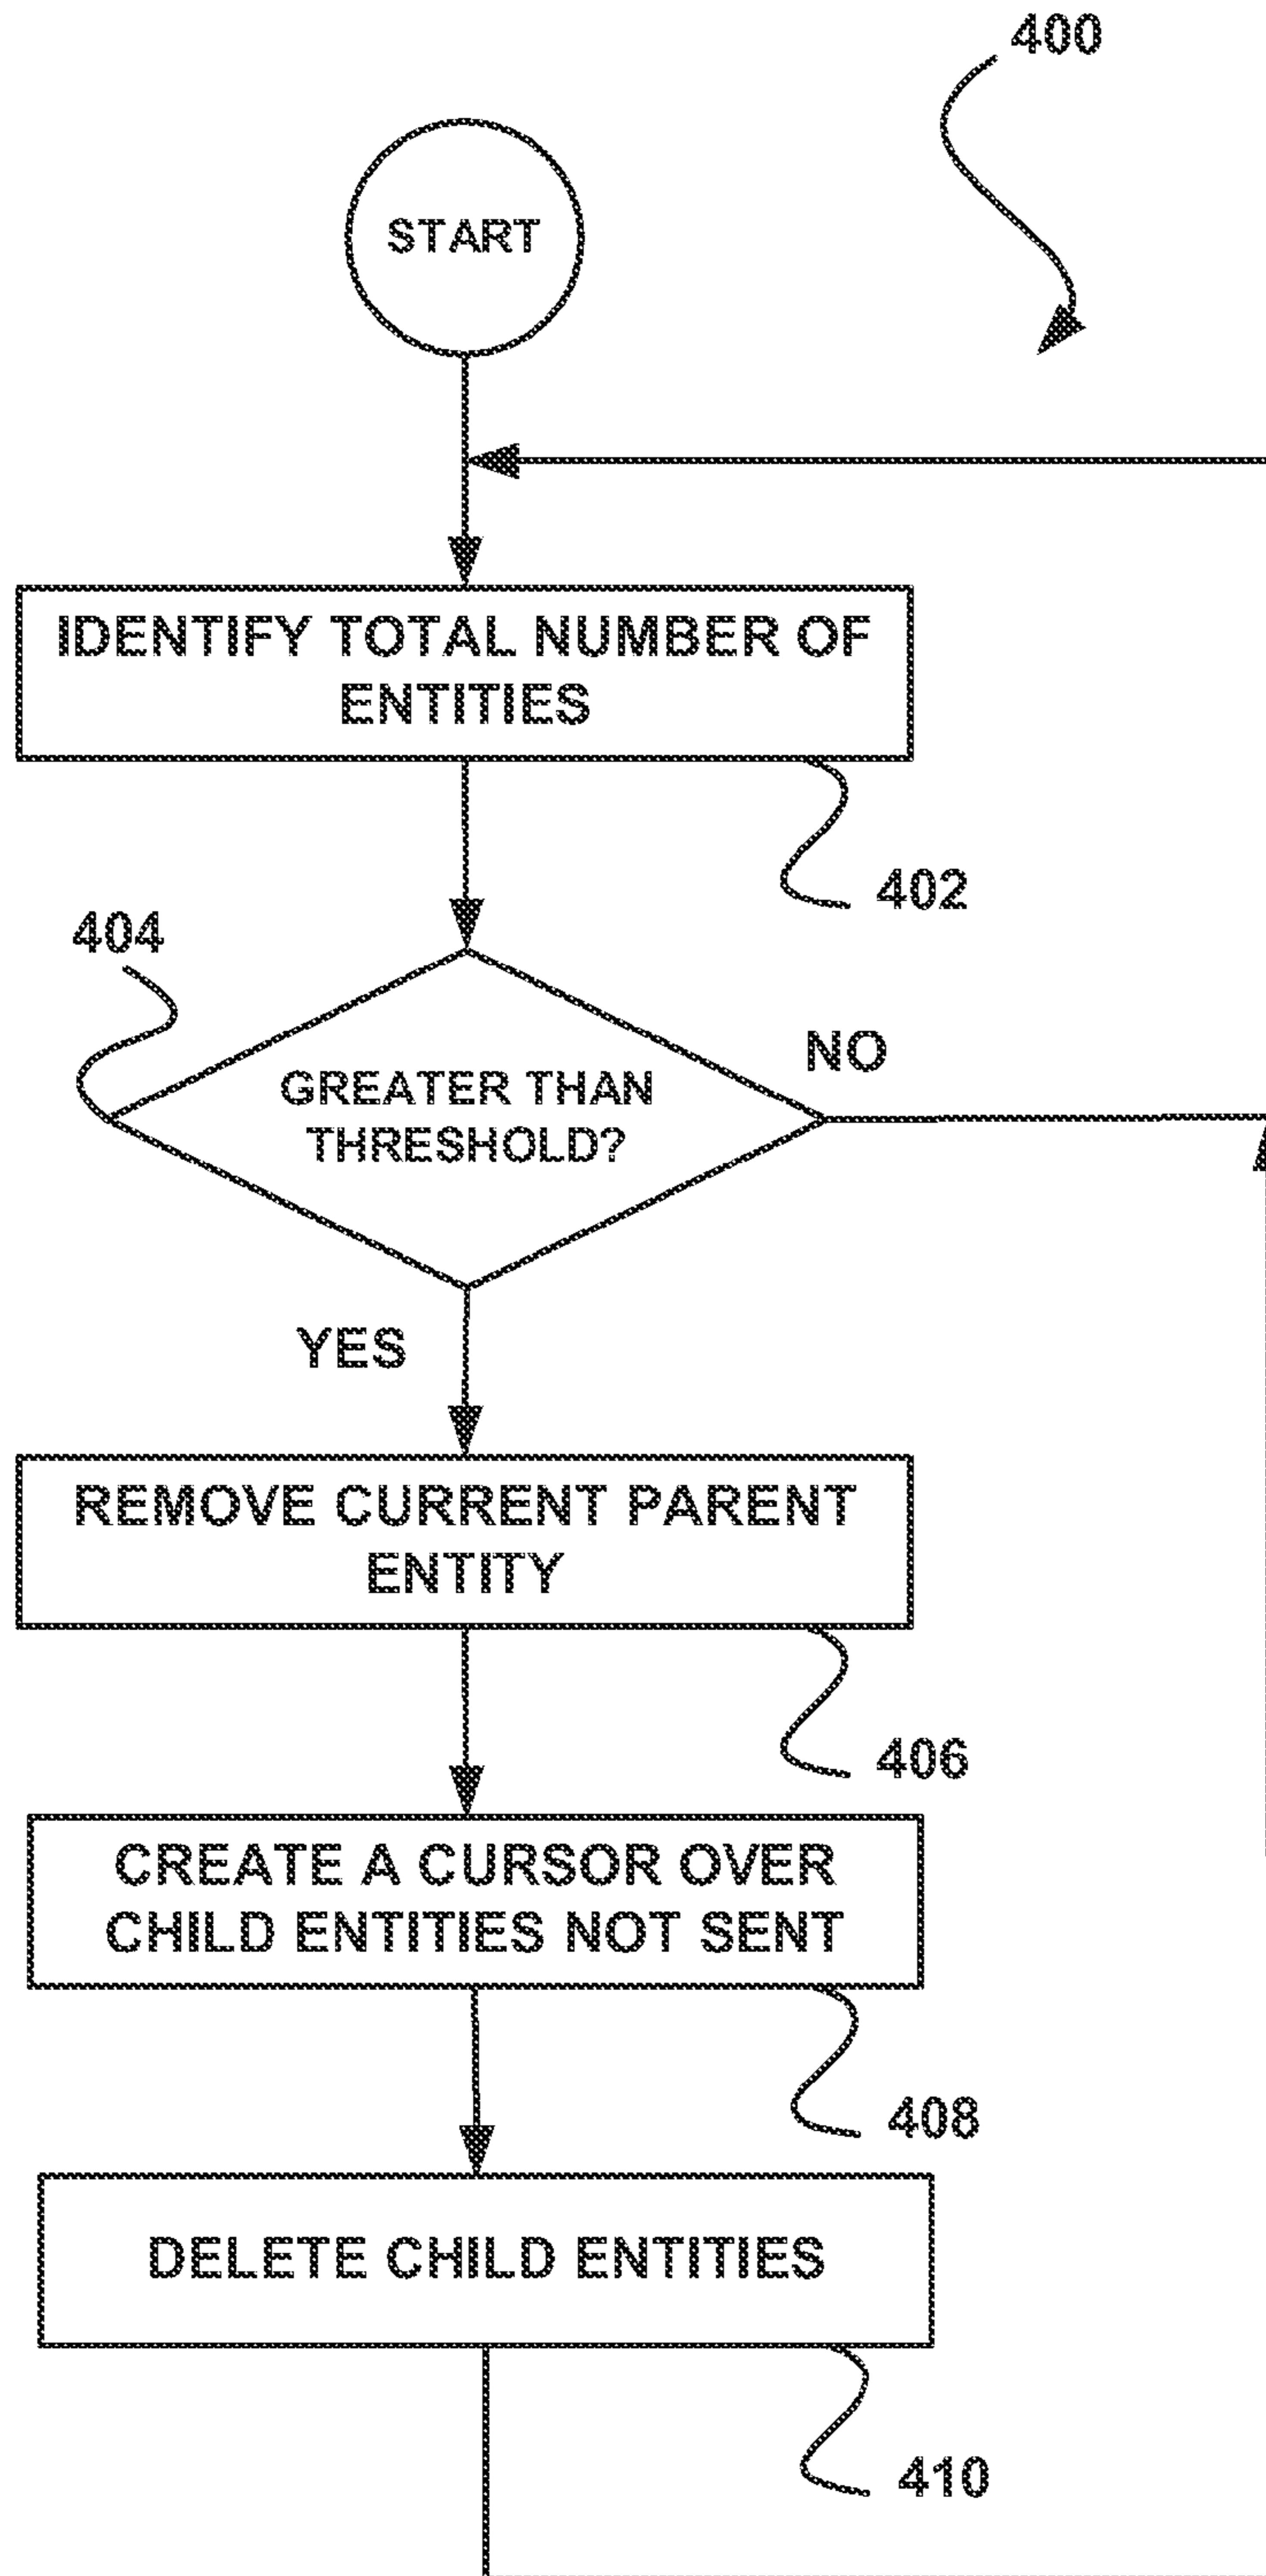 400
START
IDENTIFY TOTAL NUMBER OF
ENTITIES
402
404
GREATER THAN
THRESHOLD?
NO
YES
REMOVE CURRENT PARENT
ENTITY
406
CREATE A CURSOR OVER
CHILD ENTITIES NOT SENT
408
DELETE CHILD ENTITIES
410